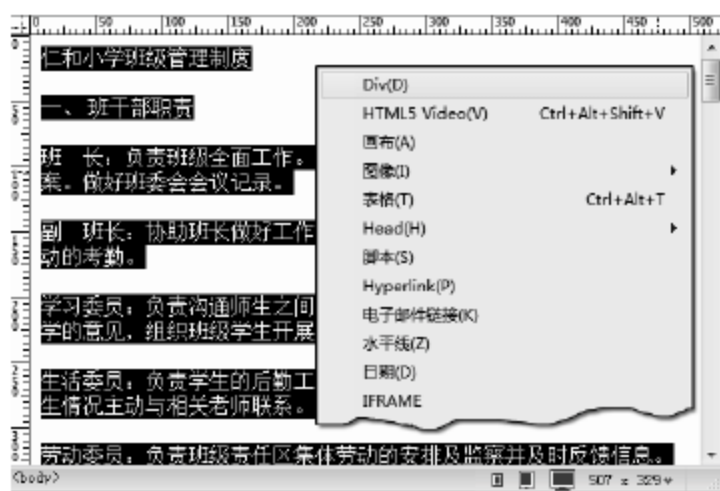 0 50 100 150 200 250 300 350 400 450 500
仁和小学班级管理制度
一、班干部职责
班 长：负责班级全面工作。
案。做好班委会会议记录。
副 班长：协助班长做好工作
动的考勤。
学习委员：负责沟通师生之间
学的意见，组织班级学生开展
生活委员：负责学生的后勤工
生情况主动与相关老师联系。
劳动委员：负责班级责任区集体劳动的安排及监察并及时反馈信息。
Div(D)
HTML5 Video(V) Ctrl+Alt+Shift+V
画布(A)
图像(I)
表格(T) Ctrl+Alt+T
Head(H)
脚本(S)
Hyperlink(P)
电子邮件链接(K)
水平线(Z)
日期(D)
IFRAME
<body>
507 x 329